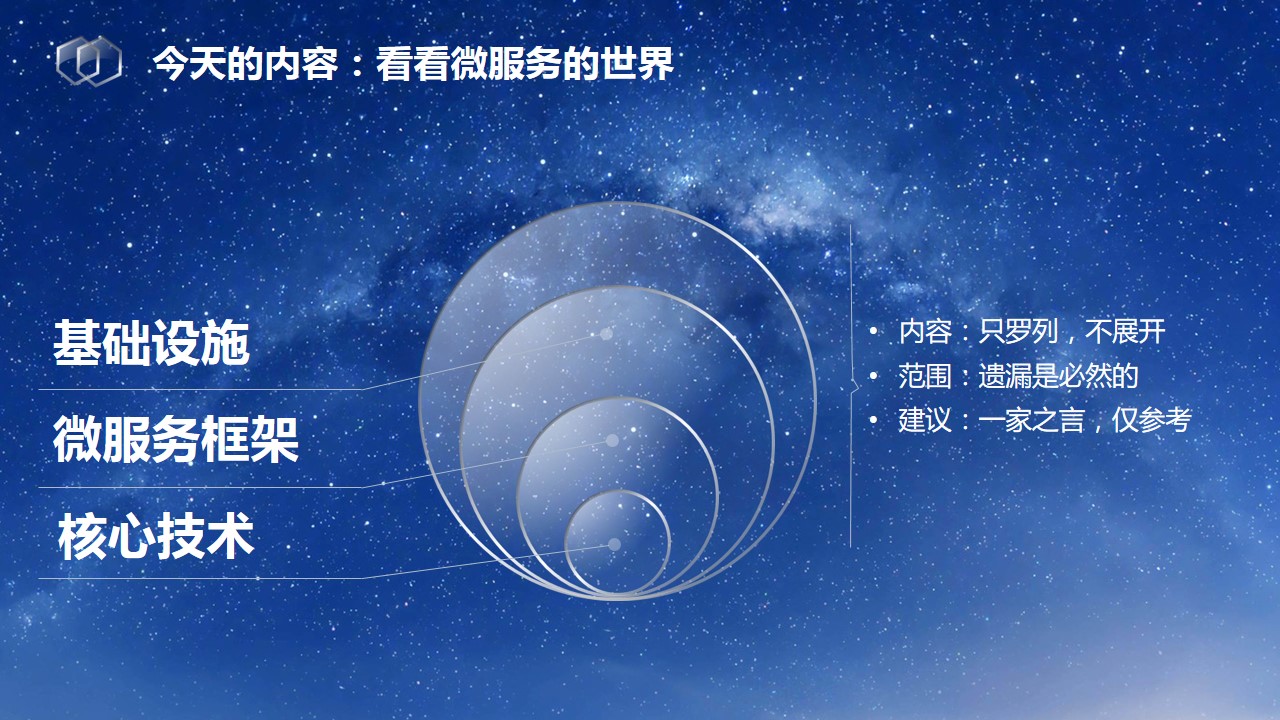 今天的内容：看看微服务的世界
基础设施
微服务框架
核心技术
• 内容：只罗列，不展开
• 范围：遗漏是必然的
• 建议：一家之言，仅参考